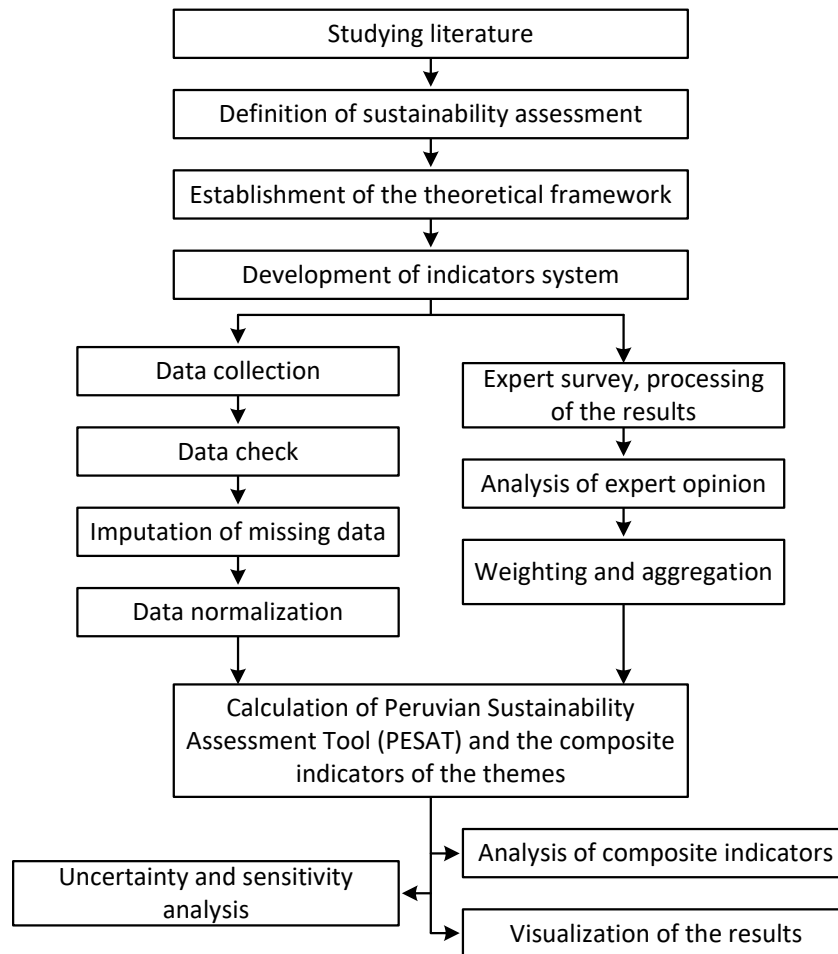 Studying literature
Definition of sustainability assessment
Establishment of the theoretical framework
Development of indicators system
Data collection
Data check
Imputation of missing data
Data normalization
Expert survey, processing
of the results
Analysis of expert opinion
Weighting and aggregation
Calculation of Peruvian Sustainability
Assessment Tool (PESAT) and the composite
indicators of the themes
Analysis of composite indicators
Uncertainty and sensitivity
analysis
Visualization of the results